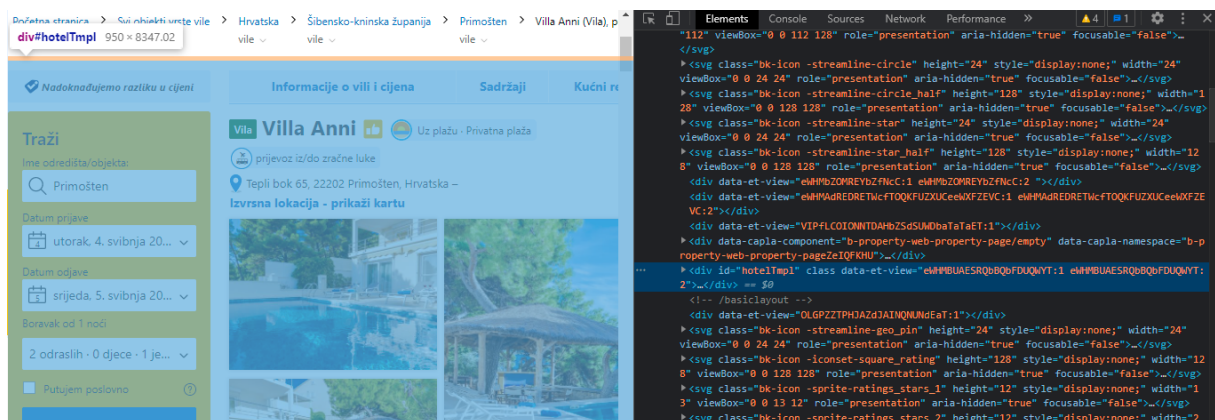 Početna stranica > Svi objekti vrste vile > Hrvatska > Šibensko-kninska županija > Primošten > Villa Anni (Vila), p
vile vile vile
div#hotelTmpl 950 × 8347.02
Nadoknađujemo razliku u cijeni
Informacije o vili i cijena Sadržaji Kućni re
Traži
Ime odredišta/objekta:
Primošten
Datum prijave
4 utorak, 4. svibnja 20...
Datum odjave
5 srijeda, 5. svibnja 20...
Boravak od 1 noći
2 odraslih · 0 djece · 1 je...
Putujem poslovno
Vila Villa Anni Uz plažu · Privatna plaža
prijevoz iz/do zračne luke
Tepli bok 65, 22202 Primošten, Hrvatska –
Izvrsna lokacija - prikaži kartu
Elements Console Sources Network Performance » 4 1
"112" viewBox="0 0 112 128" role="presentation" aria-hidden="true" focusable="false">…
</svg>
<svg class="bk-icon -streamline-circle" height="24" style="display:none;" width="24"
viewBox="0 0 24 24" role="presentation" aria-hidden="true" focusable="false">…</svg>
<svg class="bk-icon -streamline-circle_half" height="128" style="display:none;" width="1
28" viewBox="0 0 128 128" role="presentation" aria-hidden="true" focusable="false">…</svg>
<svg class="bk-icon -streamline-star" height="24" style="display:none;" width="24"
viewBox="0 0 24 24" role="presentation" aria-hidden="true" focusable="false">…</svg>
<svg class="bk-icon -streamline-star_half" height="128" style="display:none;" width="12
8" viewBox="0 0 128 128" role="presentation" aria-hidden="true" focusable="false">…</svg>
<div data-et-view="eWHMbZOMREYbZfNcC:1 eWHMbZOMREYbZfNcC:2 "></div>
<div data-et-view="eWHMAdREDRETWcfTOQKFUZXUCeeWXFZEVC:1 eWHMAdREDRETWcfTOQKFUZXUCeeWXFZE
VC:2"></div>
<div data-et-view="VIPfLCOIONNTDAHbZSdSUWDbaTaTaET:1"></div>
<div data-capla-component="b-property-web-property-page/empty" data-capla-namespace="b-p
roperty-web-property-pageZeIQFKHU">…</div>
<div id="hotelTmpl" class data-et-view="eWHMBUAESRQbBQbFDUQWYT:1 eWHMBUAESRQbBQbFDUQWYT:
2">…</div> == $0
<!-- /basiclayout -->
<div data-et-view="OLGPZZTPHJAZdJAINQNUNdEaT:1"></div>
<svg class="bk-icon -streamline-geo_pin" height="24" style="display:none;" width="24"
viewBox="0 0 24 24" role="presentation" aria-hidden="true" focusable="false">…</svg>
<svg class="bk-icon -iconset-square_rating" height="128" style="display:none;" width="12
8" viewBox="0 0 128 128" role="presentation" aria-hidden="true" focusable="false">…</svg>
<svg class="bk-icon -sprite-ratings_stars_1" height="12" style="display:none;" width="1
3" viewBox="0 0 13 12" role="presentation" aria-hidden="true" focusable="false">…</svg>
<svg class="bk-icon -sprite-ratings_stars_2" height="12" style="display:none;" width="2